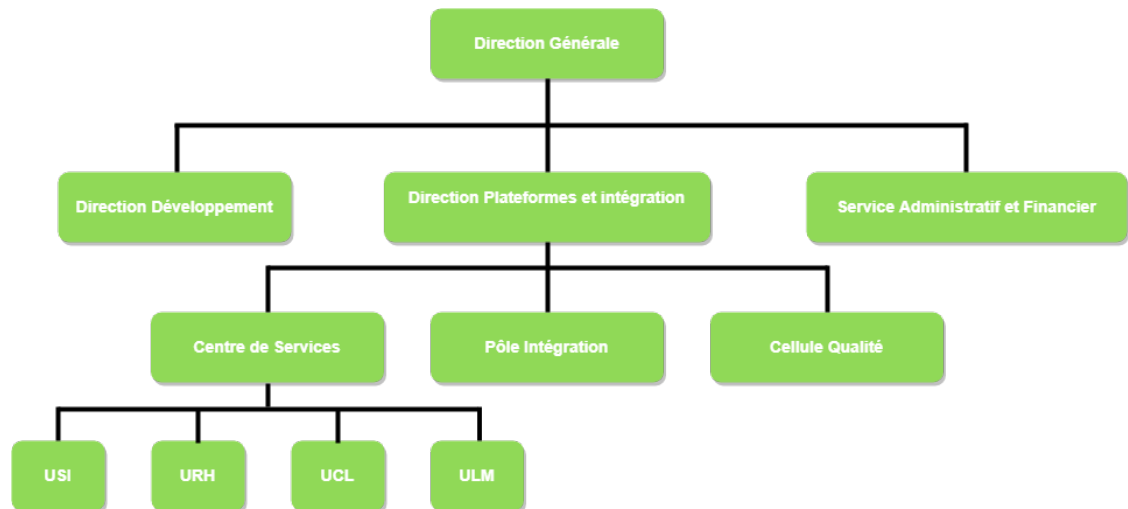 Direction Générale
Direction Développement
Direction Plateformes et intégration
Service Administratif et Financier
Centre de Services
Pôle Intégration
Cellule Qualité
USI
URH
UCL
ULM